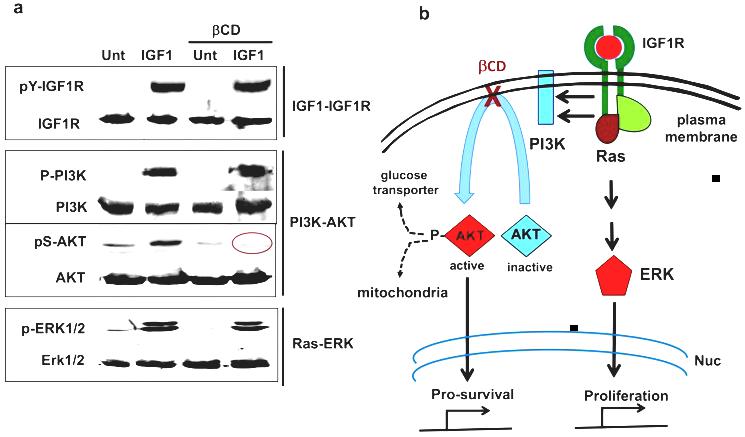 a
βCD
Unt IGF1 Unt IGF1
pY-IGF1R
IGF1R
IGF1-IGF1R
P-PI3K
PI3K
PI3K-AKT
pS-AKT
AKT
p-ERK1/2
Erk1/2
Ras-ERK
b
IGF1R
βCD
PI3K
Ras
plasma
membrane
glucose
transporter
P
AKT
AKT
active
inactive
mitochondria
ERK
Nuc
Pro-survival
Proliferation